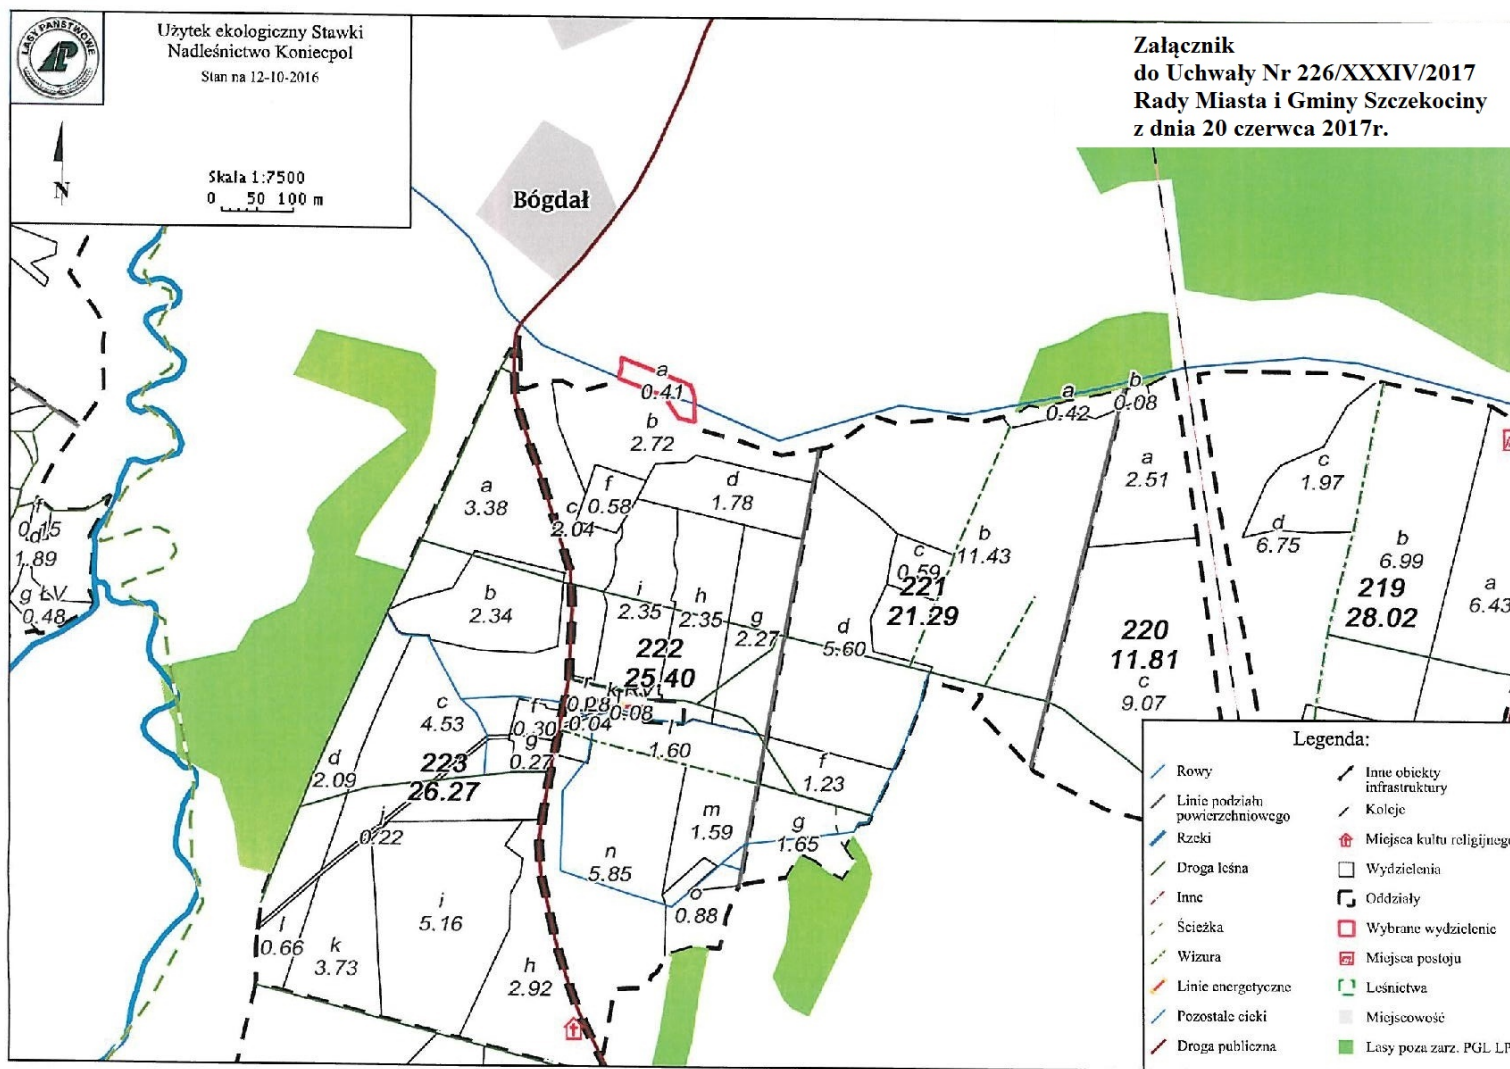 LASY PAŃSTWOWE
Użytek ekologiczny Stawki
Nadleśnictwo Koniecpol
Stan na 12-10-2016
N
Skala 1:7500
0 50 100 m
Załącznik
do Uchwały Nr 226/XXXIV/2017
Rady Miasta i Gminy Szczekociny
z dnia 20 czerwca 2017r.
Bógdał
a
0.41
b
2.72
a
3.38
f
0.58
c
2.04
d
1.78
a
0.42
b
0.08
a
2.51
c
1.97
d
6.75
b
6.99
219
28.02
a
6.43
b
11.43
c
0.59
221
21.29
d
5.60
220
11.81
c
9.07
f
0.15
d
1.89
g
0.48
b
2.34
i
2.35
h
2.35
g
2.27
222
25.40
r
0.28
p
0.04
k
0.08
1.60
c
4.53
f
0.30
g
0.27
223
26.27
d
2.09
j
0.22
f
1.23
m
1.59
g
1.65
n
5.85
o
0.88
i
5.16
l
0.66
k
3.73
h
2.92
Legenda:
Rowy
Linie podziału
powierzchniowego
Rzeki
Droga leśna
Inne
Ścieżka
Wizura
Linie energetyczne
Pozostałe cieki
Droga publiczna
Inne obiekty
infrastruktury
Koleje
Miejsca kultu religijnego
Wydzielenia
Oddziały
Wybrane wydzielenie
Miejsca postoju
Leśnictwa
Miejscowość
Lasy poza zarz. PGL LP